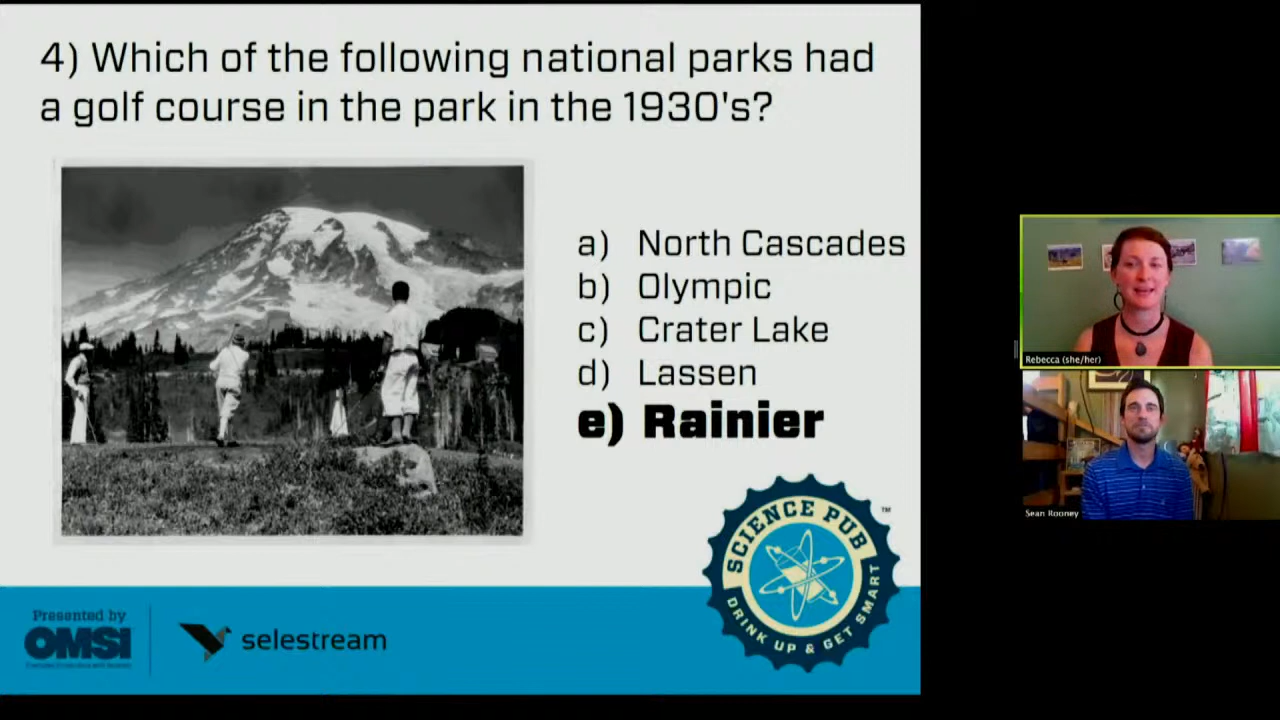 4) Which of the following national parks had
a golf course in the park in the 1930's?
a) North Cascades
b) Olympic
c) Crater Lake
d) Lassen
e) Rainier
SCIENCE PUB
TM
DRINK UP & GET SMART
Presented by
OMSI
selestream
Rebecca (she/her)
Sean Rooney